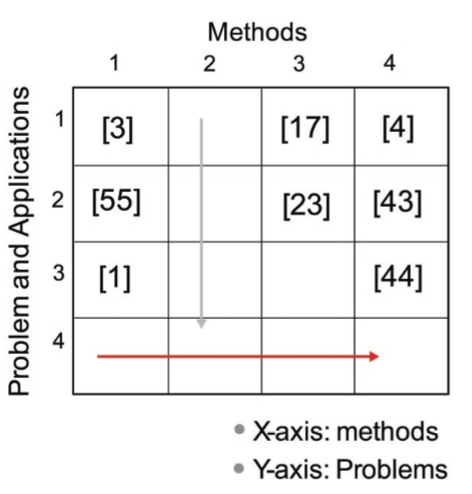 Methods
1 2 3 4
Problem and Applications
1 [3] [17] [4]
2 [55] [23] [43]
3 [1] [44]
4
X-axis: methods
Y-axis: Problems